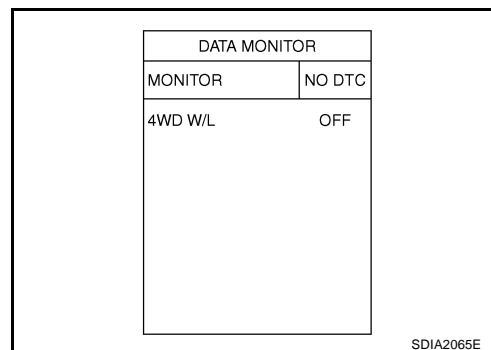 DATA MONITOR
MONITOR NO DTC
4WD W/L OFF
SDIA2065E